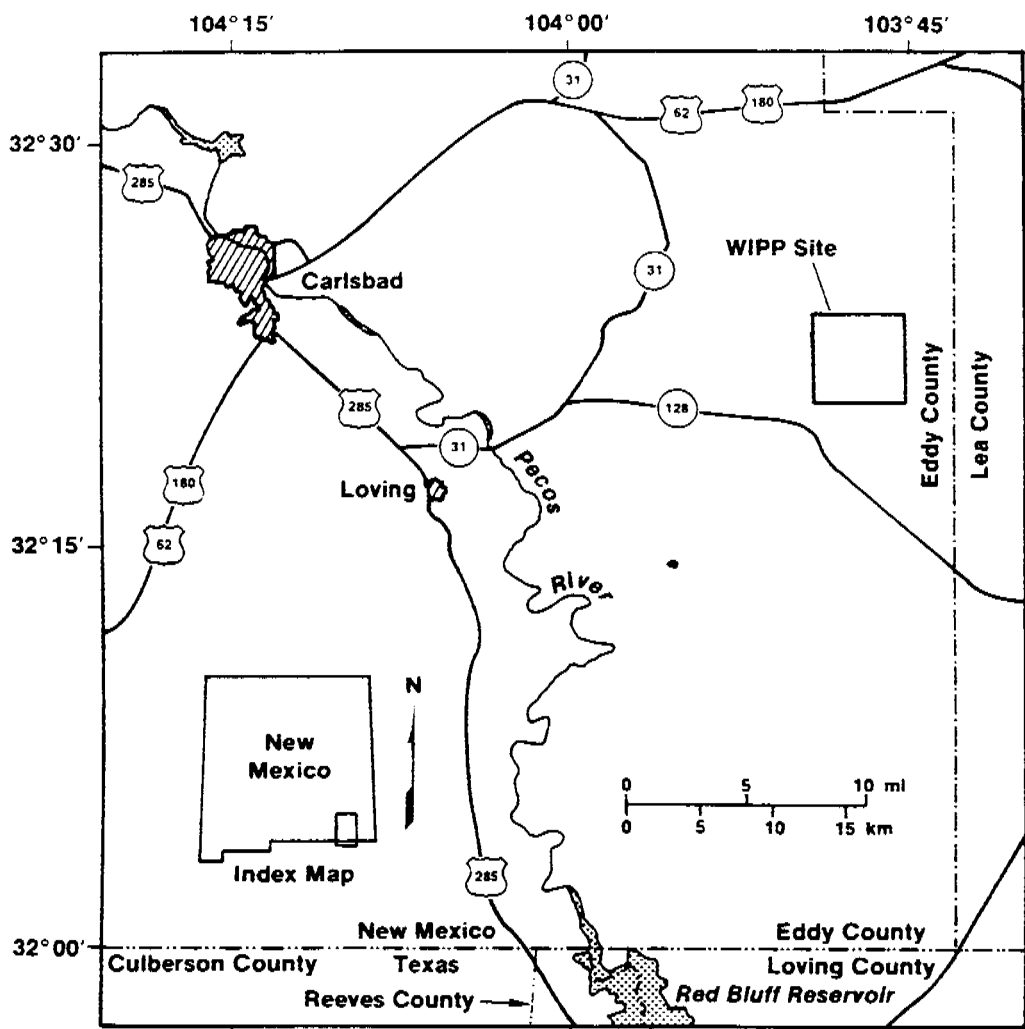 104° 15′
104° 00′
103° 45′
31
62
180
32° 30′
285
WIPP Site
31
Carlsbad
Eddy County
Lea County
285
128
31
Pecos
Loving
180
62
32° 15′
River
N
New
Mexico
0 5 10 mi
0 5 10 15 km
Index Map
285
New Mexico
Eddy County
32° 00′
Culberson County
Texas
Loving County
Reeves County
Red Bluff Reservoir